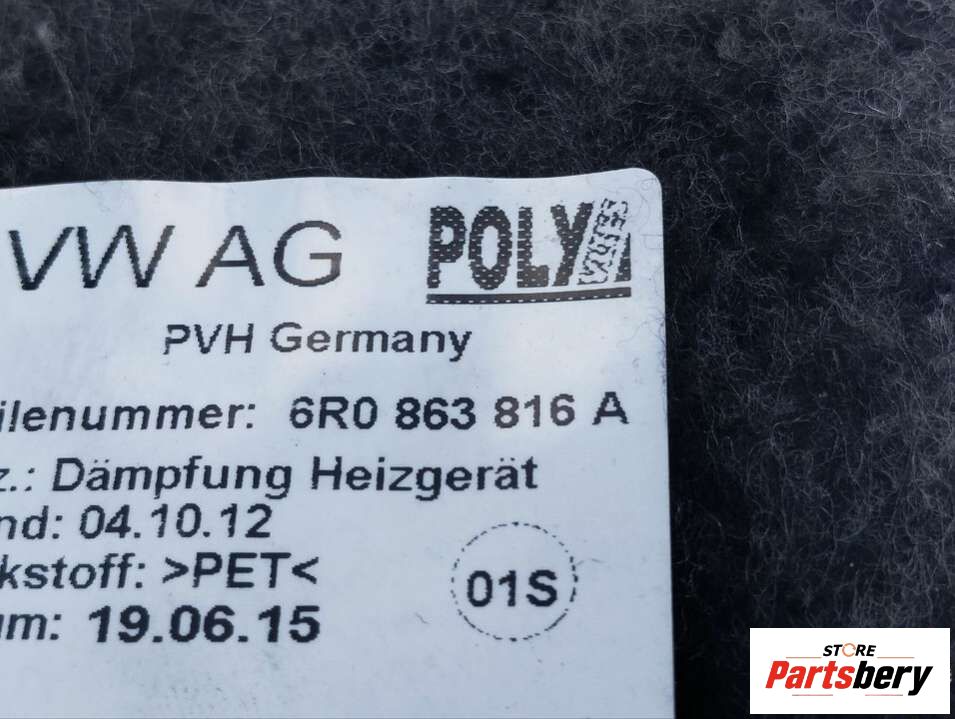 VW AG
POLY
PVH Germany
ilenummer: 6R0 863 816 A
z.: Dämpfung Heizgerät
nd: 04.10.12
kstoff: >PET<
um: 19.06.15
01S
STORE
Partsbery